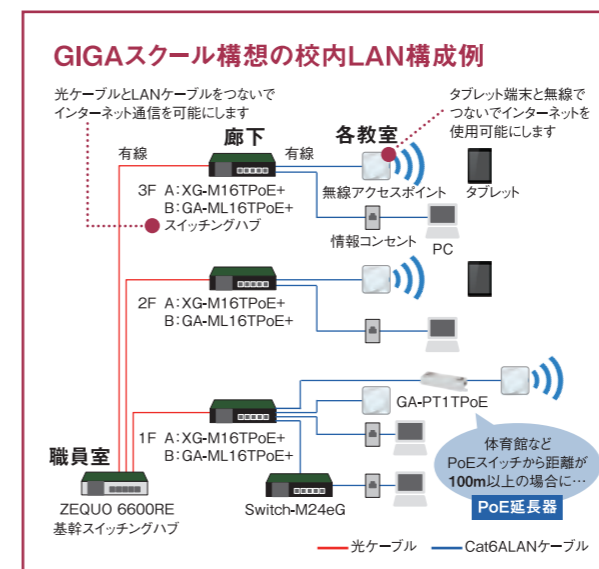 GIGAスクール構想の校内LAN構成例
光ケーブルとLANケーブルをつないで
インターネット通信を可能にします
タブレット端末と無線で
つないでインターネットを
使用可能にします
廊下
各教室
有線
有線
3F A:XG-M16TPoE+
B:GA-ML16TPoE+
スイッチングハブ
無線アクセスポイント
タブレット
情報コンセント
PC
2F A:XG-M16TPoE+
B:GA-ML16TPoE+
GA-PT1TPoE
1F A:XG-M16TPoE+
B:GA-ML16TPoE+
体育館など
PoEスイッチから距離が
100m以上の場合に…
PoE延長器
職員室
ZEQUO 6600RE
基幹スイッチングハブ
Switch-M24eG
光ケーブル
Cat6ALANケーブル